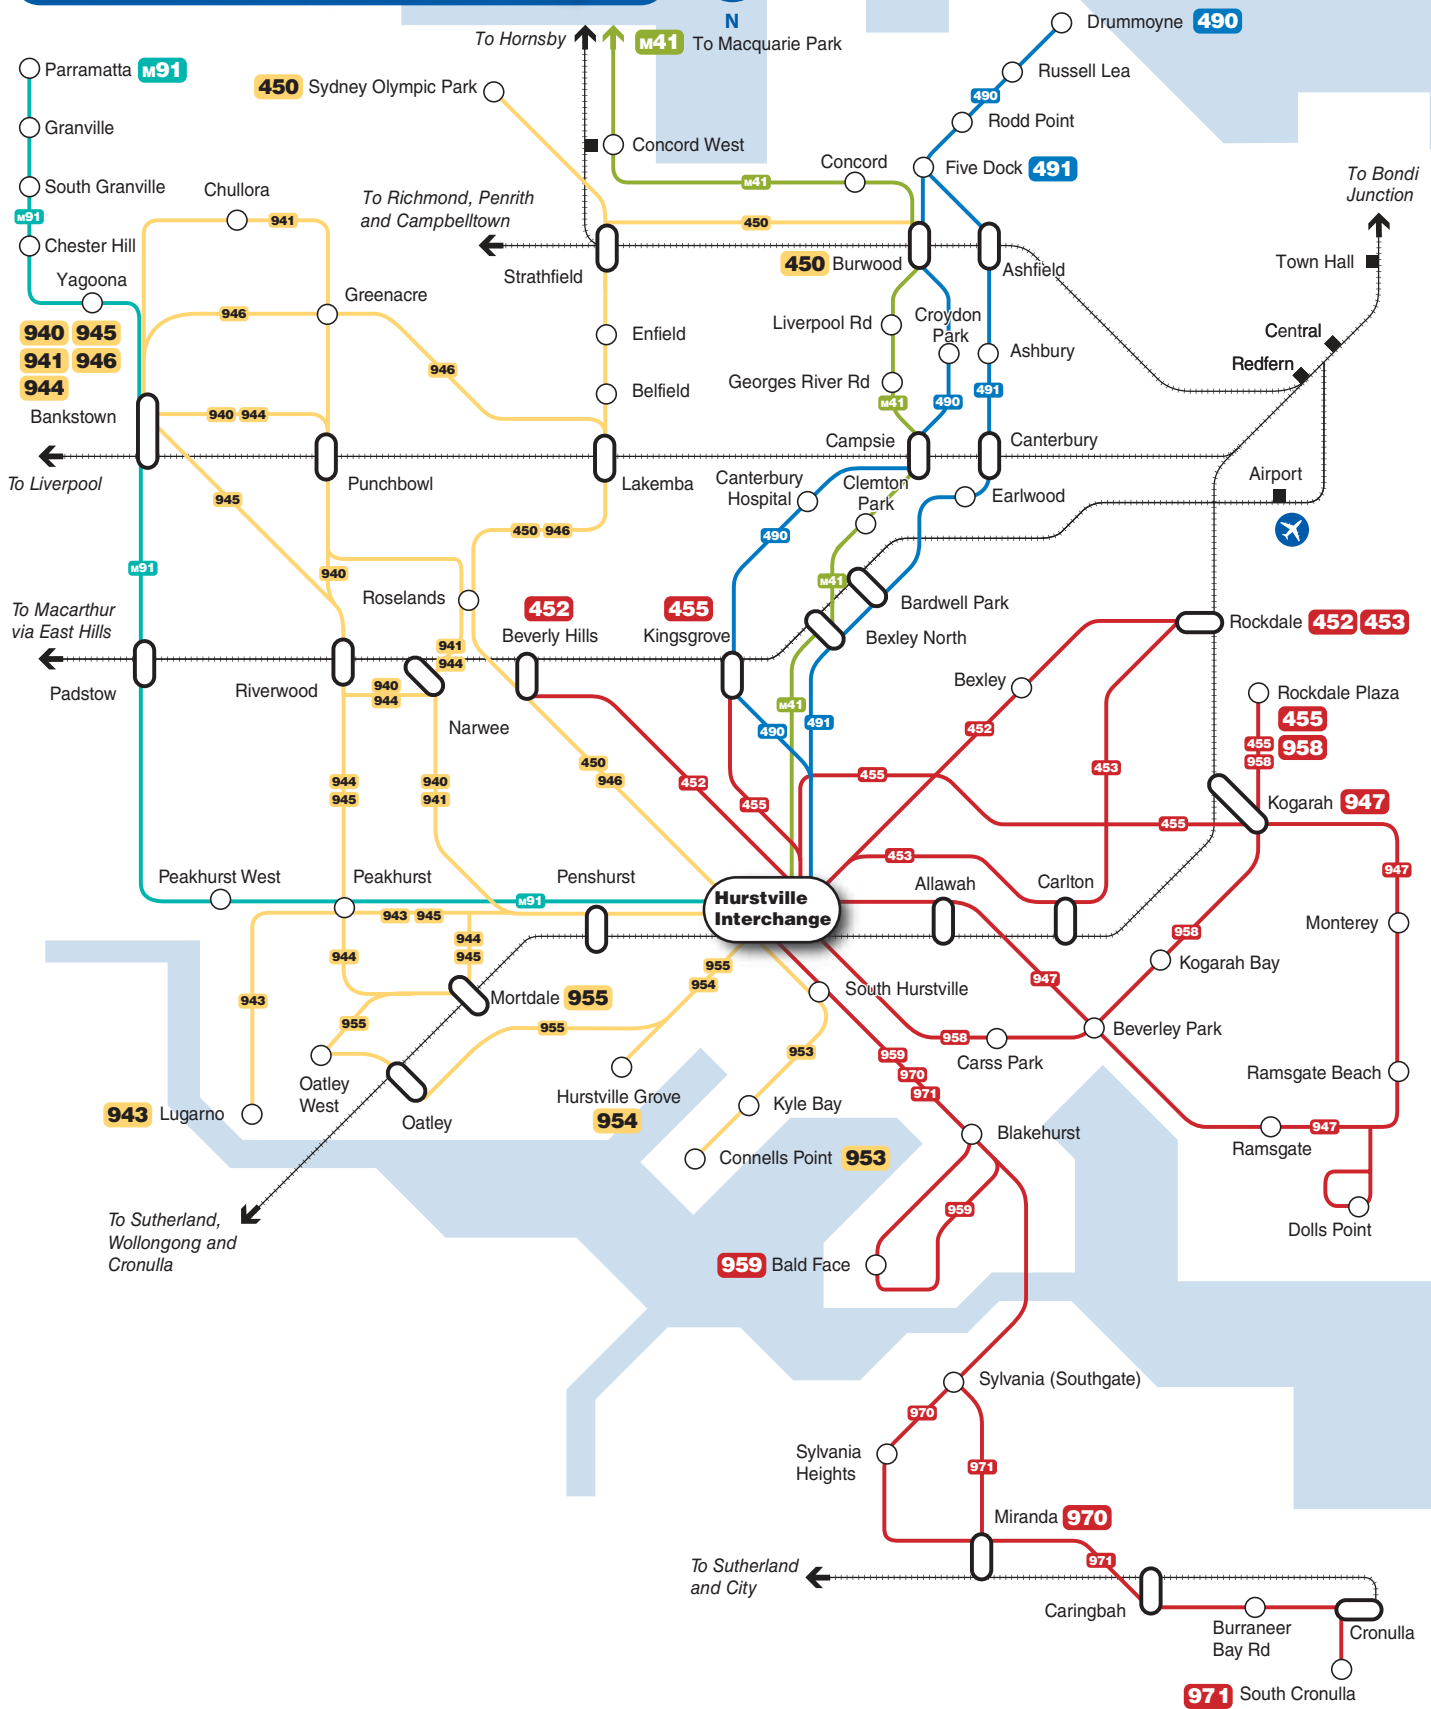 N
To Hornsby
M41 To Macquarie Park
Drummoyne 490
Parramatta M91
450 Sydney Olympic Park
Russell Lea
490
Rodd Point
Granville
Concord West
Concord
Five Dock 491
South Granville
Chullora
M91
941
M41
To Richmond, Penrith
and Campbelltown
450
To Bondi
Junction
Chester Hill
Strathfield
450 Burwood
Ashfield
Town Hall
Yagoona
Greenacre
946
940 945
941 946
944
Bankstown
Enfield
Liverpool Rd
Croydon
Park
Ashbury
Central
Redfern
946
Belfield
Georges River Rd
M41
490
491
940 944
Campsie
Canterbury
To Liverpool
Punchbowl
Lakemba
Canterbury
Hospital
Clemton
Park
Earlwood
Airport
945
450 946
490
M91
940
M41
Roselands
452
Beverly Hills
455
Kingsgrove
Bardwell Park
Bexley North
Rockdale 452 453
To Macarthur
via East Hills
941
944
Padstow
Riverwood
940
944
Narwee
Bexley
Rockdale Plaza
455
958
455
958
M41
490
491
452
453
450
946
944
945
940
941
452
455
455
455
Kogarah 947
453
947
Peakhurst West
Peakhurst
Penshurst
M91
Hurstville
Interchange
Allawah
Carlton
943 945
944
945
944
958
Monterey
Kogarah Bay
955
954
943
Mortdale 955
South Hurstville
947
955
955
953
958
Carss Park
Beverley Park
Oatley
West
Oatley
943 Lugarno
Hurstville Grove
954
959
970
971
Kyle Bay
Ramsgate Beach
Connells Point 953
Blakehurst
947
Ramsgate
To Sutherland,
Wollongong and
Cronulla
959
Dolls Point
959 Bald Face
Sylvania (Southgate)
970
Sylvania
Heights
971
Miranda 970
971
To Sutherland
and City
Caringbah
Burraneer
Bay Rd
Cronulla
971 South Cronulla